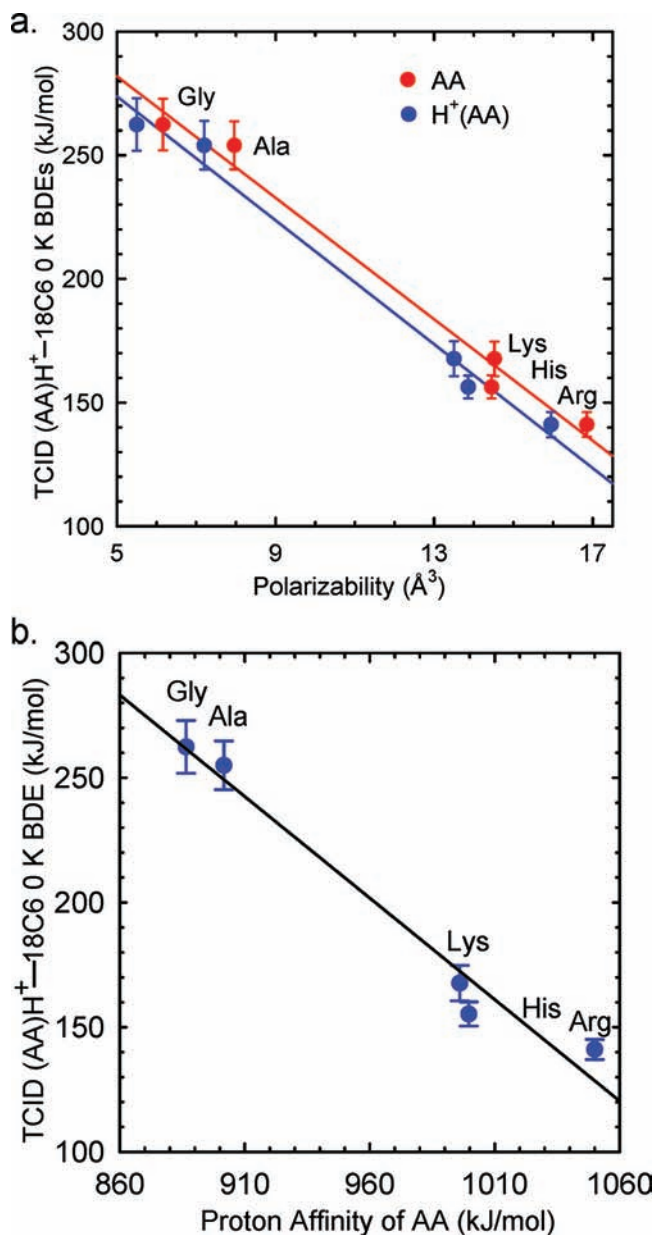 a.
300
250
200
150
100
TCID (AA)H⁺—18C6 0 K BDEs (kJ/mol)
AA
H⁺(AA)
Gly
Ala
Lys
His
Arg
5 9 13 17
Polarizability (Å³)
b.
300
250
200
150
100
TCID (AA)H⁺—18C6 0 K BDE (kJ/mol)
Gly
Ala
Lys
His
Arg
860 910 960 1010 1060
Proton Affinity of AA (kJ/mol)